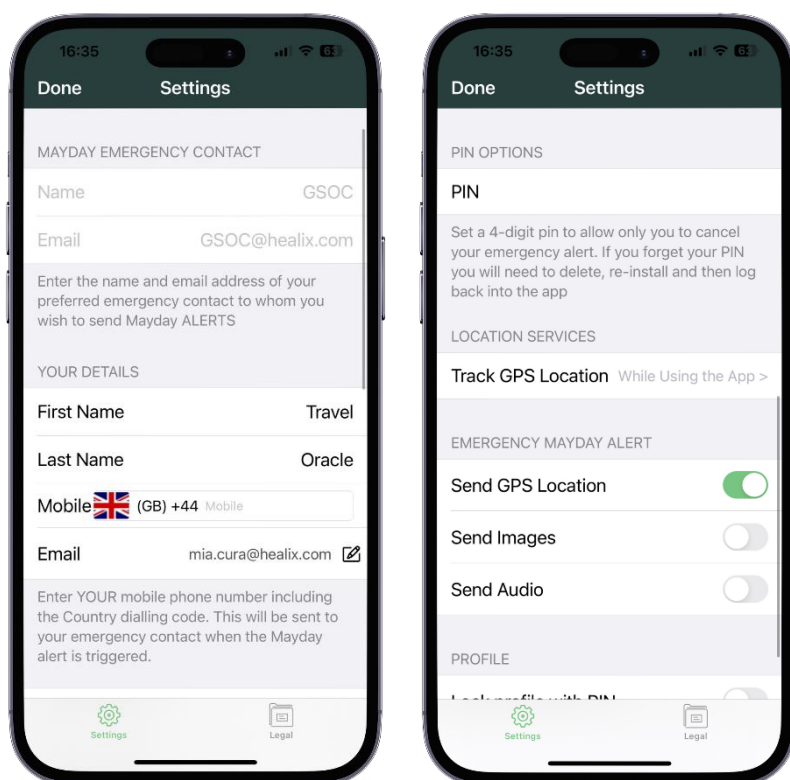 16:35
63
Done Settings
MAYDAY EMERGENCY CONTACT
Name GSOC
Email GSOC@healix.com
Enter the name and email address of your
preferred emergency contact to whom you
wish to send Mayday ALERTS
YOUR DETAILS
First Name Travel
Last Name Oracle
Mobile (GB) +44 Mobile
Email mia.cura@healix.com
Enter YOUR mobile phone number including
the Country dialling code. This will be sent to
your emergency contact when the Mayday
alert is triggered.
Settings Legal
16:35
63
Done Settings
PIN OPTIONS
PIN
Set a 4-digit pin to allow only you to cancel
your emergency alert. If you forget your PIN
you will need to delete, re-install and then log
back into the app
LOCATION SERVICES
Track GPS Location While Using the App >
EMERGENCY MAYDAY ALERT
Send GPS Location
Send Images
Send Audio
PROFILE
Lock profile with PIN
Settings Legal